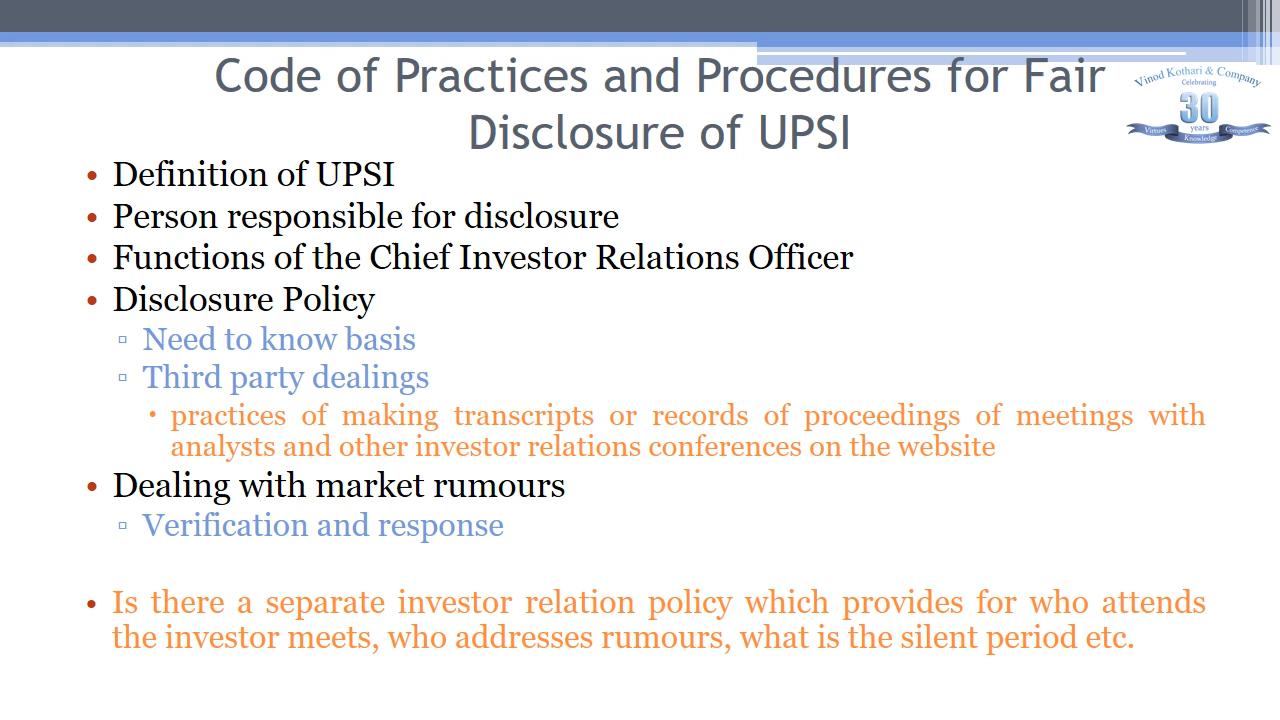 Code of Practices and Procedures for Fair
Disclosure of UPSI
Vinod Kothari & Company
Celebrating
30
years
Virtues
Knowledge
Competence
• Definition of UPSI
• Person responsible for disclosure
• Functions of the Chief Investor Relations Officer
• Disclosure Policy
▫ Need to know basis
▫ Third party dealings
• practices of making transcripts or records of proceedings of meetings with
analysts and other investor relations conferences on the website
• Dealing with market rumours
▫ Verification and response
• Is there a separate investor relation policy which provides for who attends
the investor meets, who addresses rumours, what is the silent period etc.